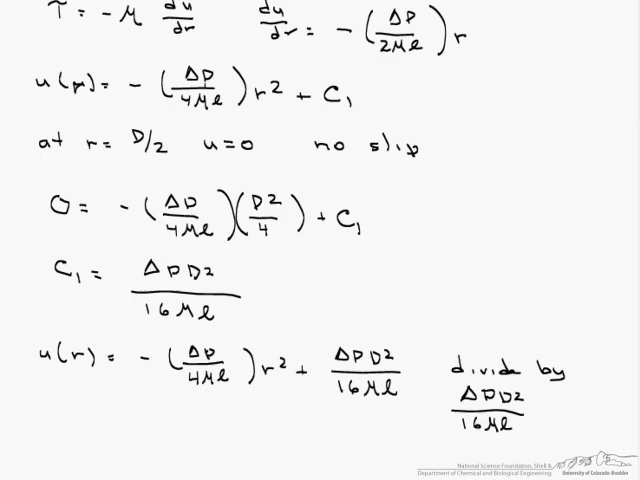 τ = - μ du/dr    du/dr = - (ΔP/2μl) r
u(r) = - (ΔP/4μl) r² + C₁
at r = D/2  u = 0  no slip
0 = - (ΔP/4μl)(D²/4) + C₁
C₁ = ΔPD²/16μl
u(r) = - (ΔP/4μl) r² + ΔPD²/16μl  divide by ΔPD²/16μl
National Science Foundation, Shell &
Department of Chemical and Biological Engineering
University of Colorado-Boulder